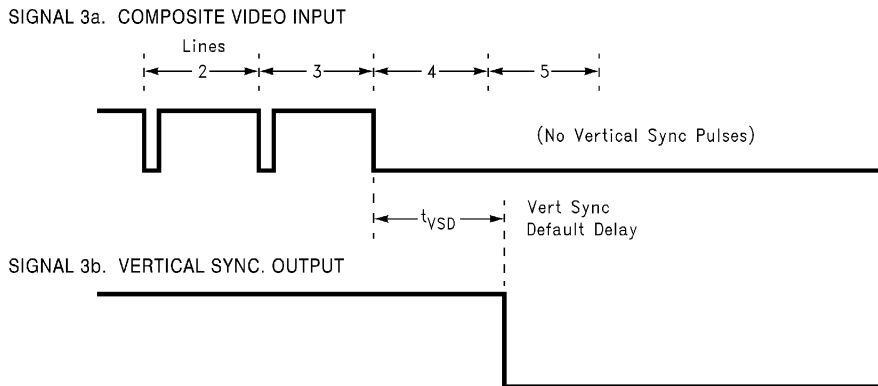 SIGNAL 3a. COMPOSITE VIDEO INPUT
Lines
2 3 4 5
(No Vertical Sync Pulses)
tVSD
Vert Sync
Default Delay
SIGNAL 3b. VERTICAL SYNC. OUTPUT